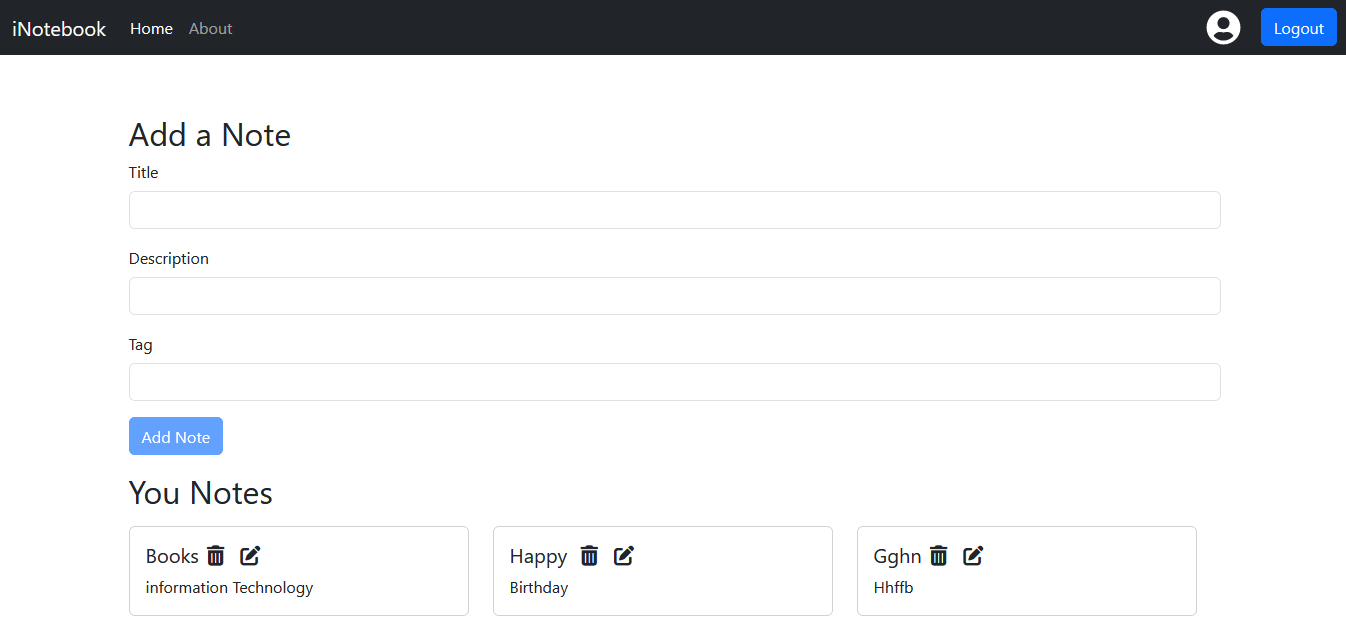 iNotebook Home About Logout
Add a Note
Title
Description
Tag
Add Note
You Notes
Books
information Technology
Happy
Birthday
Gghn
Hhffb